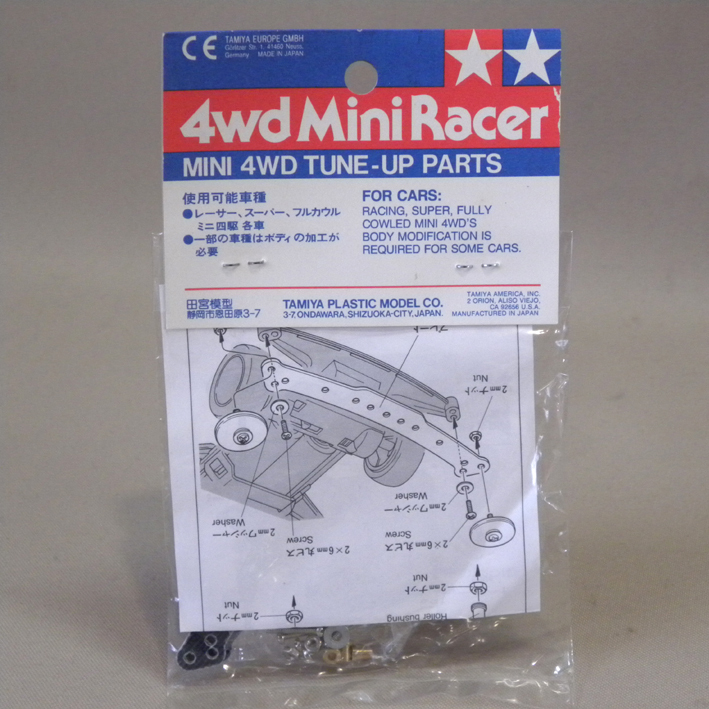 CE
TAMIYA EUROPE GMBH
Germany. MADE IN JAPAN
4wd Mini Racer
MINI 4WD TUNE-UP PARTS
使用可能車種
●レーサー、スーパー、フルカウル
ミニ四駆 各車
●一部の車種はボディの加工が
必要
FOR CARS:
RACING, SUPER, FULLY
COWLED MINI 4WD'S
BODY MODIFICATION IS
REQUIRED FOR SOME CARS.
田宮模型
静岡市恩田原3-7
TAMIYA PLASTIC MODEL CO.
3-7, ONDAWARA, SHIZUOKA-CITY, JAPAN.
TAMIYA AMERICA, INC.
2 ORION, ALISO VIEJO,
CA 92656 U.S.A.
MANUFACTURED IN JAPAN
プレート
2mmナット
Nut
2mmワッシャー
Washer
2×6mm丸ビス
Screw
2mmワッシャー
Washer
2×6mm丸ビス
Screw
2mmナット
Nut
2mmナット
Nut
bushing